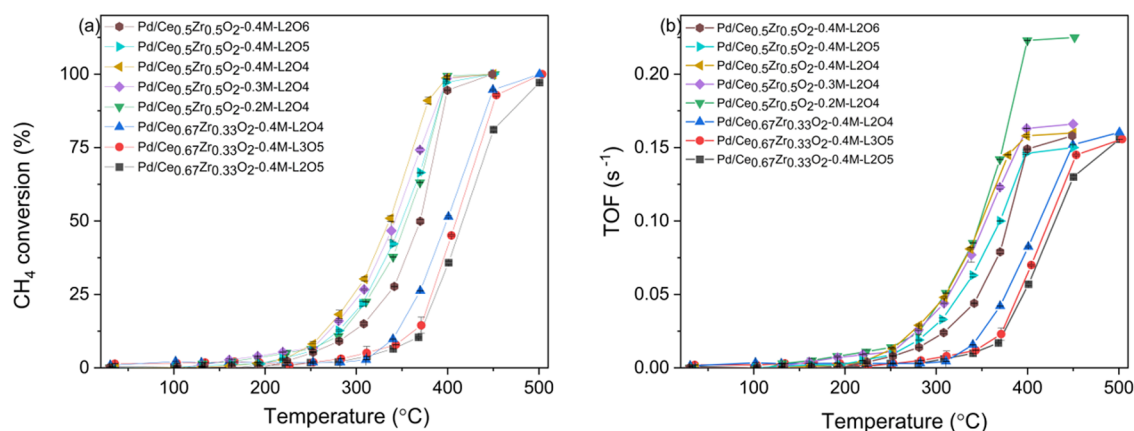 (a)
Pd/Ce0.5Zr0.5O2-0.4M-L2O6
Pd/Ce0.5Zr0.5O2-0.4M-L2O5
Pd/Ce0.5Zr0.5O2-0.4M-L2O4
Pd/Ce0.5Zr0.5O2-0.3M-L2O4
Pd/Ce0.5Zr0.5O2-0.2M-L2O4
Pd/Ce0.67Zr0.33O2-0.4M-L2O4
Pd/Ce0.67Zr0.33O2-0.4M-L3O5
Pd/Ce0.67Zr0.33O2-0.4M-L2O5
CH4 conversion (%)
100
75
50
25
0
100 200 300 400 500
Temperature (°C)
(b)
Pd/Ce0.5Zr0.5O2-0.4M-L2O6
Pd/Ce0.5Zr0.5O2-0.4M-L2O5
Pd/Ce0.5Zr0.5O2-0.4M-L2O4
Pd/Ce0.5Zr0.5O2-0.3M-L2O4
Pd/Ce0.5Zr0.5O2-0.2M-L2O4
Pd/Ce0.67Zr0.33O2-0.4M-L2O4
Pd/Ce0.67Zr0.33O2-0.4M-L3O5
Pd/Ce0.67Zr0.33O2-0.4M-L2O5
TOF (s-1)
0.20
0.15
0.10
0.05
0.00
100 200 300 400 500
Temperature (°C)